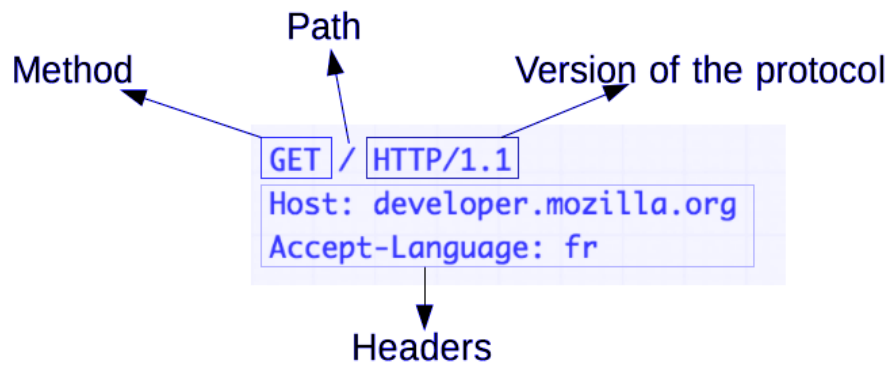 Path
Method
Version of the protocol
GET / HTTP/1.1
Host: developer.mozilla.org
Accept-Language: fr
Headers